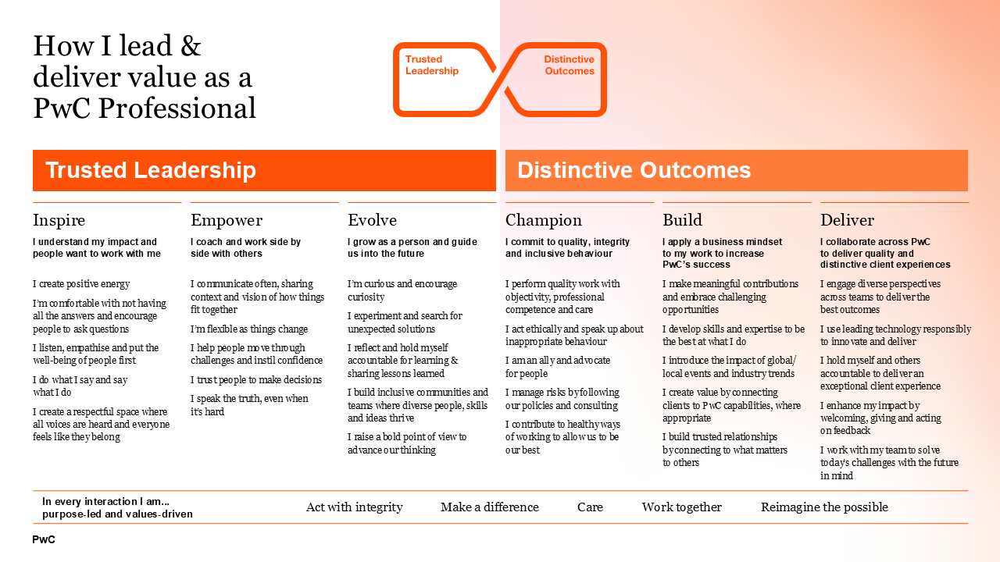 How I lead &
deliver value as a
PwC Professional
Trusted
Leadership
Distinctive
Outcomes
Trusted Leadership
Distinctive Outcomes
Inspire
I understand my impact and
people want to work with me
I create positive energy
I'm comfortable with not having
all the answers and encourage
people to ask questions
I listen, empathise and put the
well-being of people first
I do what I say and say
what I do
I create a respectful space where
all voices are heard and everyone
feels like they belong
Empower
I coach and work side by
side with others
I communicate often, sharing
context and vision of how things
fit together
I'm flexible as things change
I help people move through
challenges and instil confidence
I trust people to make decisions
I speak the truth, even when
it's hard
Evolve
I grow as a person and guide
us into the future
I'm curious and encourage
curiosity
I experiment and search for
unexpected solutions
I reflect and hold myself
accountable for learning &
sharing lessons learned
I build inclusive communities and
teams where diverse people, skills
and ideas thrive
I raise a bold point of view to
advance our thinking
Champion
I commit to quality, integrity
and inclusive behaviour
I perform quality work with
objectivity, professional
competence and care
I act ethically and speak up about
inappropriate behaviour
I am an ally and advocate
for people
I manage risks by following
our policies and consulting
I contribute to healthy ways
of working to allow us to be
our best
Build
I apply a business mindset
to my work to increase
PwC's success
I make meaningful contributions
and embrace challenging
opportunities
I develop skills and expertise to be
the best at what I do
I introduce the impact of global/
local events and industry trends
I create value by connecting
clients to PwC capabilities, where
appropriate
I build trusted relationships
by connecting to what matters
to others
Deliver
I collaborate across PwC
to deliver quality and
distinctive client experiences
I engage diverse perspectives
across teams to deliver the
best outcomes
I use leading technology responsibly
to innovate and deliver
I hold myself and others
accountable to deliver an
exceptional client experience
I enhance my impact by
welcoming, giving and acting
on feedback
I work with my team to solve
today's challenges with the future
in mind
In every interaction I am...
purpose-led and values-driven
Act with integrity
Make a difference
Care
Work together
Reimagine the possible
PwC